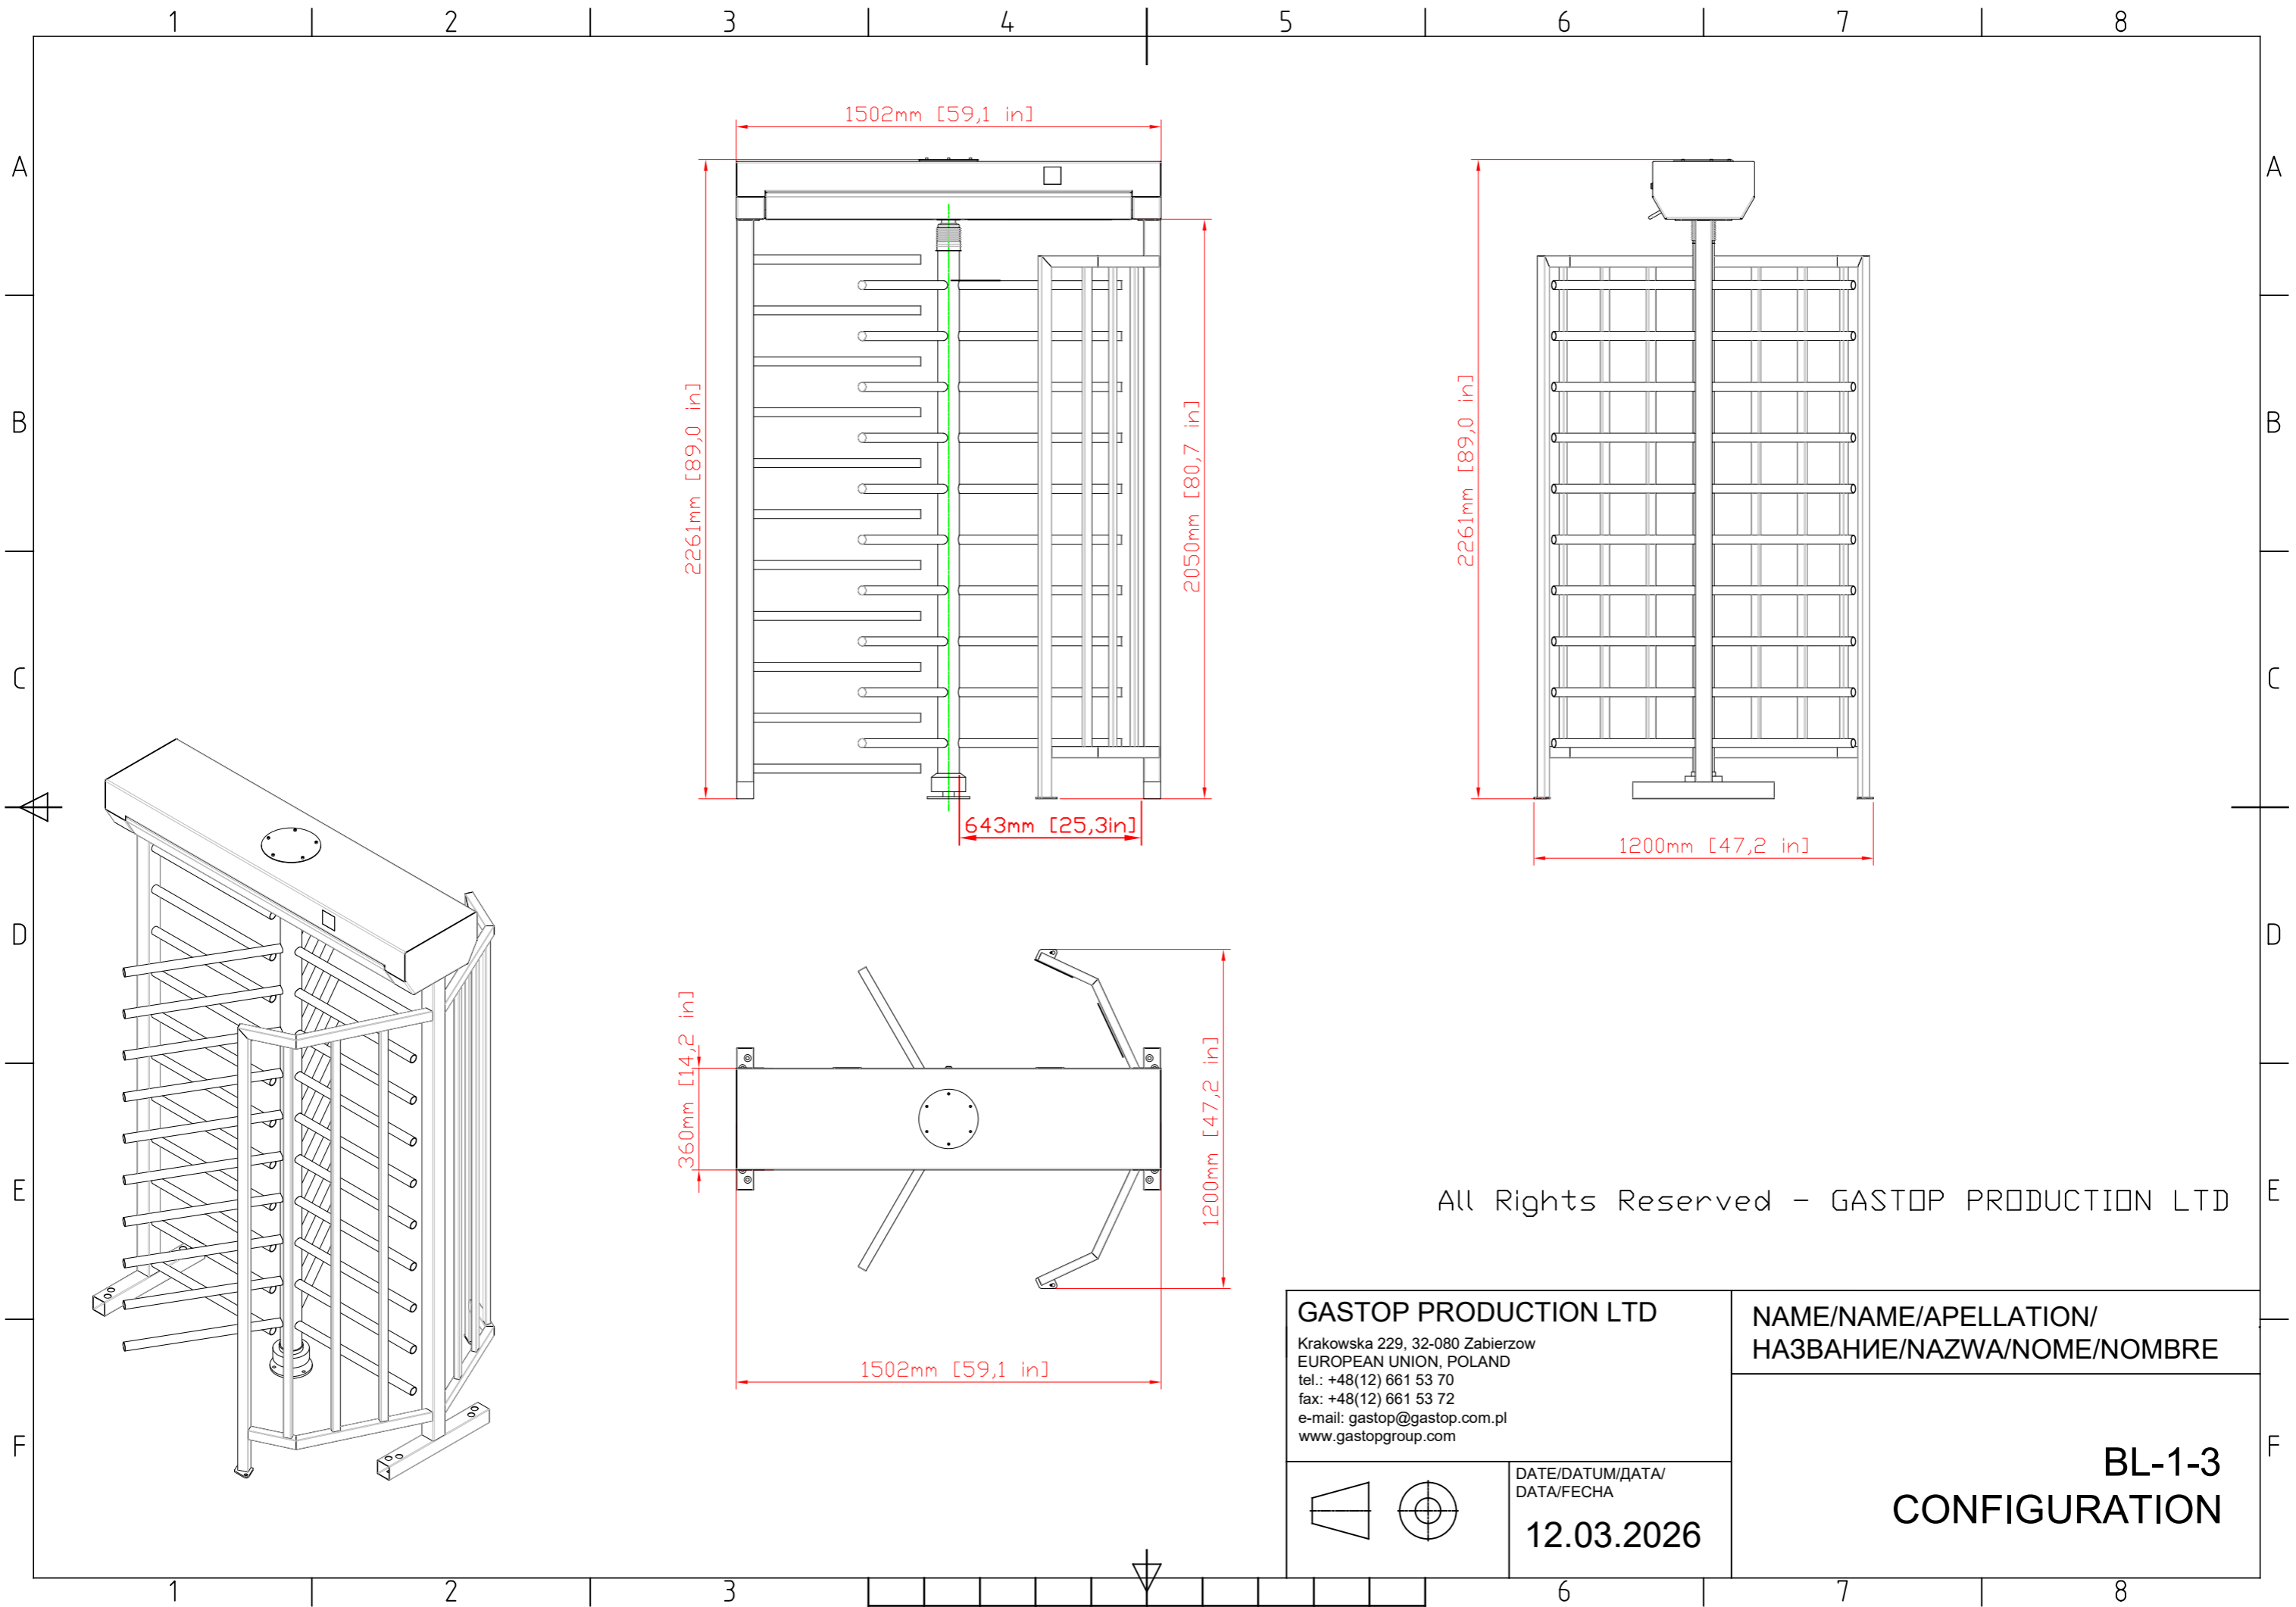 1 2 3 4 5 6 7 8
A A
B B
C C
D D
E E
F F
1502mm [59,1 in]
2261mm [89,0 in]
2050mm [80,7 in]
643mm [25,3in]
2261mm [89,0 in]
1200mm [47,2 in]
360mm [14,2 in]
1200mm [47,2 in]
1502mm [59,1 in]
All Rights Reserved - GASTOP PRODUCTION LTD
GASTOP PRODUCTION LTD
Krakowska 229, 32-080 Zabierzow
EUROPEAN UNION, POLAND
tel.: +48(12) 661 53 70
fax: +48(12) 661 53 72
e-mail: gastop@gastop.com.pl
www.gastopgroup.com
NAME/NAME/APELLATION/
НАЗВАНИЕ/NAZWA/NOME/NOMBRE
DATE/DATUM/ДАТА/
DATA/FECHA
12.03.2026
BL-1-3
CONFIGURATION
1 2 3 6 7 8